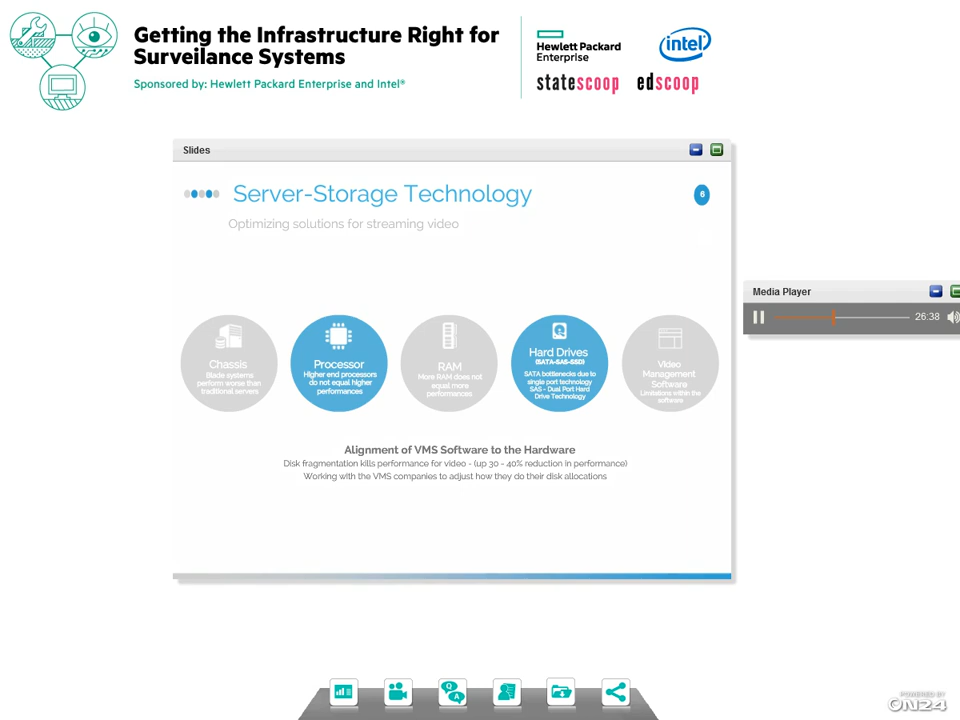 Getting the Infrastructure Right for
Surveilance Systems
Sponsored by: Hewlett Packard Enterprise and Intel®
Hewlett Packard
Enterprise
intel®
statescoop edscoop
Slides
Server-Storage Technology
6
Optimizing solutions for streaming video
Chassis
Blade systems
perform worse than
traditional servers
Processor
Higher end processors
do not equal higher
performances
RAM
More RAM does not
equal more
performances
Hard Drives
(SATA-SAS-SSD)
SATA bottlenecks due to
single port technology
SAS - Dual Port Hard
Drive Technology
Video
Management
Software
Limitations within the
software
Alignment of VMS Software to the Hardware
Disk fragmentation kills performance for video - (up 30 - 40% reduction in performance)
Working with the VMS companies to adjust how they do their disk allocations
Media Player
26:38
Q
A
POWERED BY
ON24